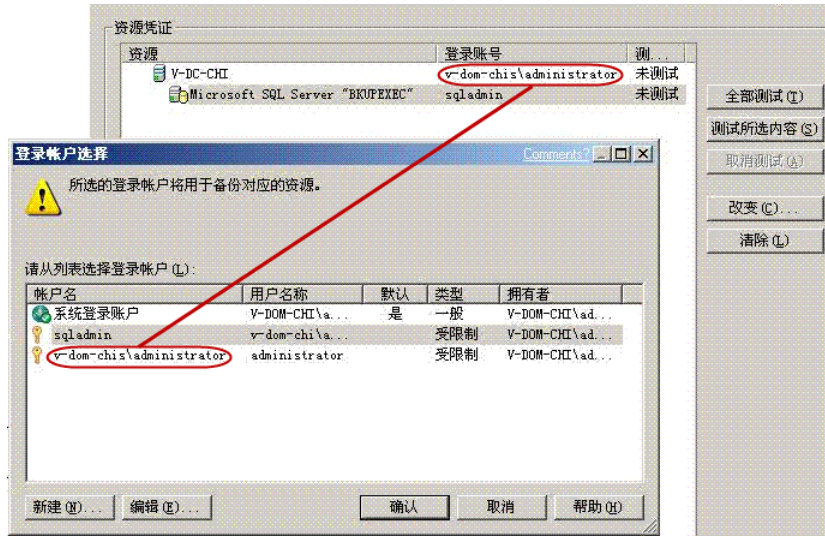 资源凭证
资源 登录账号 测...
V-DC-CHI v-dom-chis\administrator 未测试
Microsoft SQL Server "BKUPEXEC" sqladmin 未测试
全部测试(T)
测试所选内容(S)
取消测试(A)
改变(C)...
清除(L)
登录帐户选择 Comments?
所选的登录帐户将用于备份对应的资源。
请从列表选择登录帐户(L):
帐户名 用户名称 默认 类型 拥有者
系统登录账户 V-DOM-CHI\a... 是 一般 V-DOM-CHI\ad...
sqladmin v-dom-chi\a... 受限制 V-DOM-CHI\ad...
v-dom-chis\administrator administrator 受限制 V-DOM-CHI\ad...
新建(N)... 编辑(E)... 确认 取消 帮助(H)